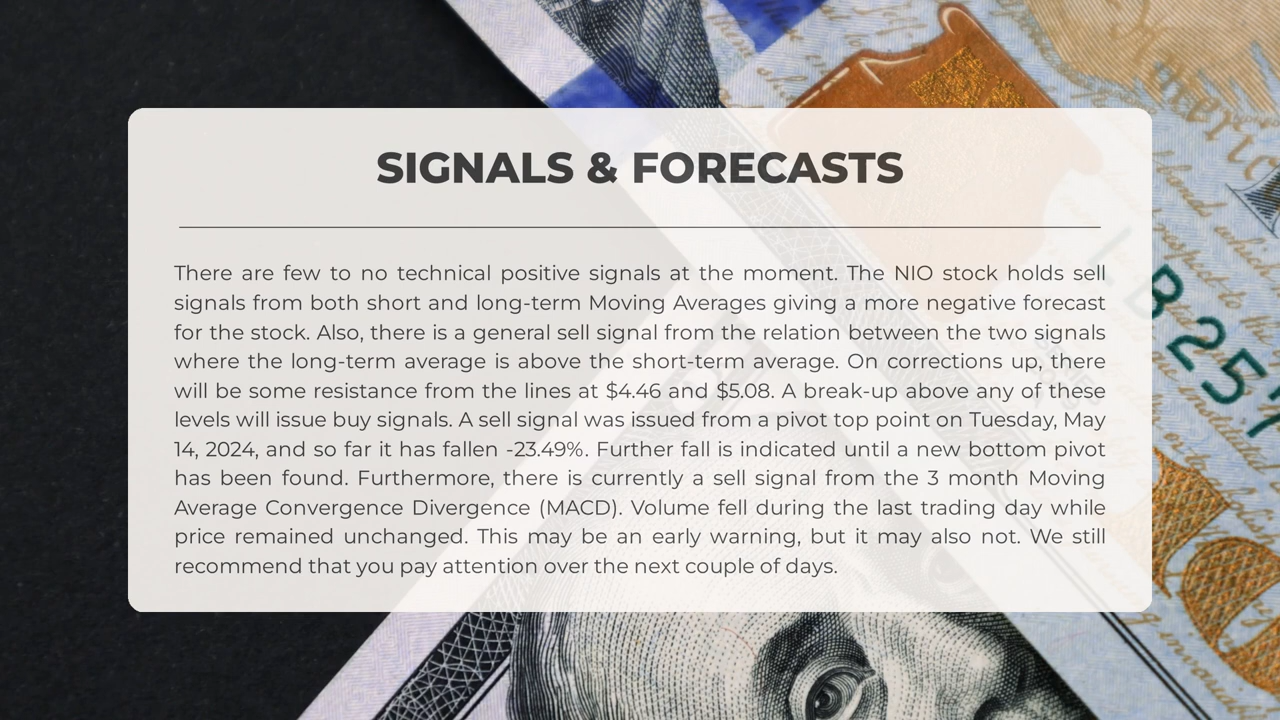 SIGNALS & FORECASTS
There are few to no technical positive signals at the moment. The NIO stock holds sell
signals from both short and long-term Moving Averages giving a more negative forecast
for the stock. Also, there is a general sell signal from the relation between the two signals
where the long-term average is above the short-term average. On corrections up, there
will be some resistance from the lines at $4.46 and $5.08. A break-up above any of these
levels will issue buy signals. A sell signal was issued from a pivot top point on Tuesday, May
14, 2024, and so far it has fallen -23.49%. Further fall is indicated until a new bottom pivot
has been found. Furthermore, there is currently a sell signal from the 3 month Moving
Average Convergence Divergence (MACD). Volume fell during the last trading day while
price remained unchanged. This may be an early warning, but it may also not. We still
recommend that you pay attention over the next couple of days.